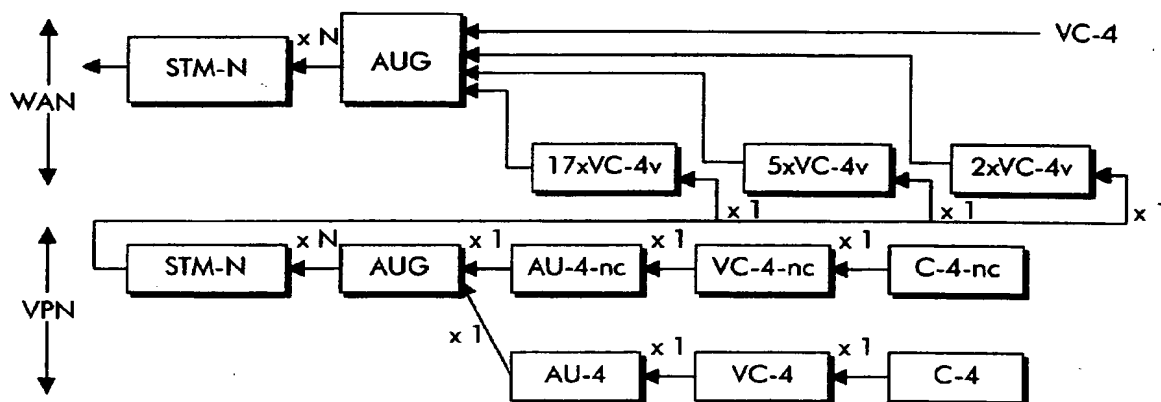 VC-4
x N
STM-N
AUG
WAN
17xVC-4v
5xVC-4v
2xVC-4v
x 1
x 1
x 1
x N
x 1
x 1
x 1
STM-N
AUG
AU-4-nc
VC-4-nc
C-4-nc
VPN
x 1
x 1
x 1
AU-4
VC-4
C-4